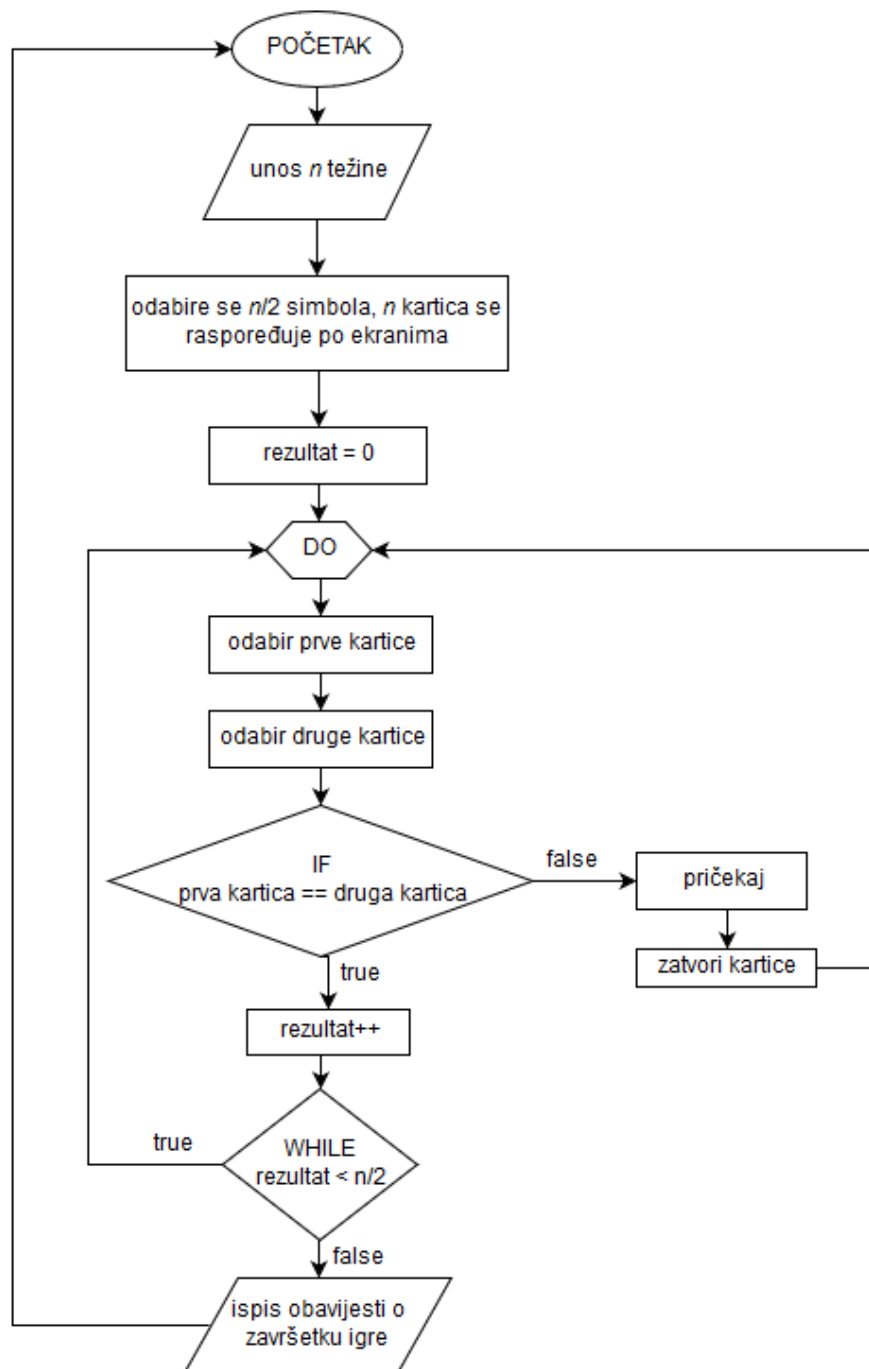 POČETAK
unos n težine
odabire se n/2 simbola, n kartica se
raspoređuje po ekranima
rezultat = 0
DO
odabir prve kartice
odabir druge kartice
IF
prva kartica == druga kartica
false
pričekaj
zatvori kartice
true
rezultat++
WHILE
rezultat < n/2
true
false
ispis obavijesti o
završetku igre